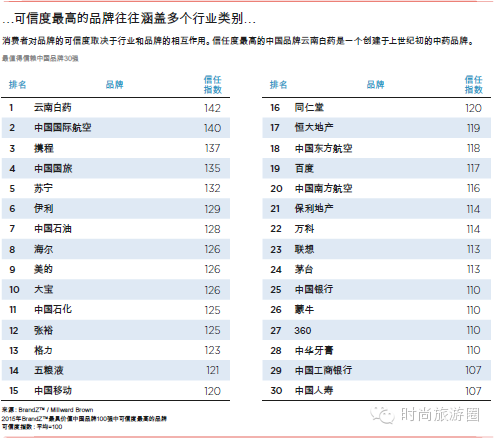 ...可信度最高的品牌往往涵盖多个行业类别...
消费者对品牌的可信度取决于行业和品牌的相互作用。信任度最高的中国品牌云南白药是一个创建于上世纪初的中药品牌。
最值得信赖中国品牌30强
排名 品牌 信任指数
1 云南白药 142
2 中国国际航空 140
3 携程 137
4 中国国旅 135
5 苏宁 132
6 伊利 129
7 中国石油 128
8 海尔 126
9 美的 126
10 大宝 126
11 中国石化 125
12 张裕 125
13 格力 123
14 五粮液 121
15 中国移动 120
排名 品牌 信任指数
16 同仁堂 120
17 恒大地产 119
18 中国东方航空 118
19 百度 117
20 中国南方航空 116
21 保利地产 114
22 万科 114
23 联想 113
24 茅台 113
25 中国银行 110
26 蒙牛 110
27 360 110
28 中华牙膏 110
29 中国工商银行 107
30 中国人寿 107
来源：BrandZ™ / Millward Brown
2015年BrandZ™最具价值中国品牌100强中可信度最高的品牌
可信度指数：平均=100
时尚旅游圈